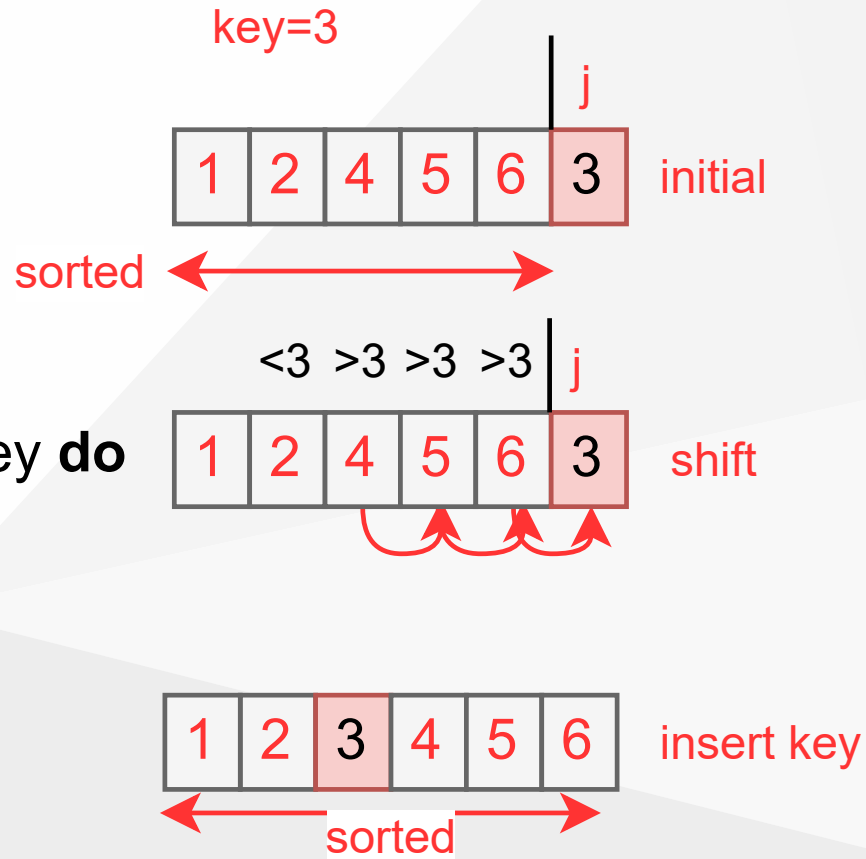 key=3
j
1 2 4 5 6 3 initial
sorted
<3 >3 >3 >3 j
ey do 1 2 4 5 6 3 shift
1 2 3 4 5 6 insert key
sorted